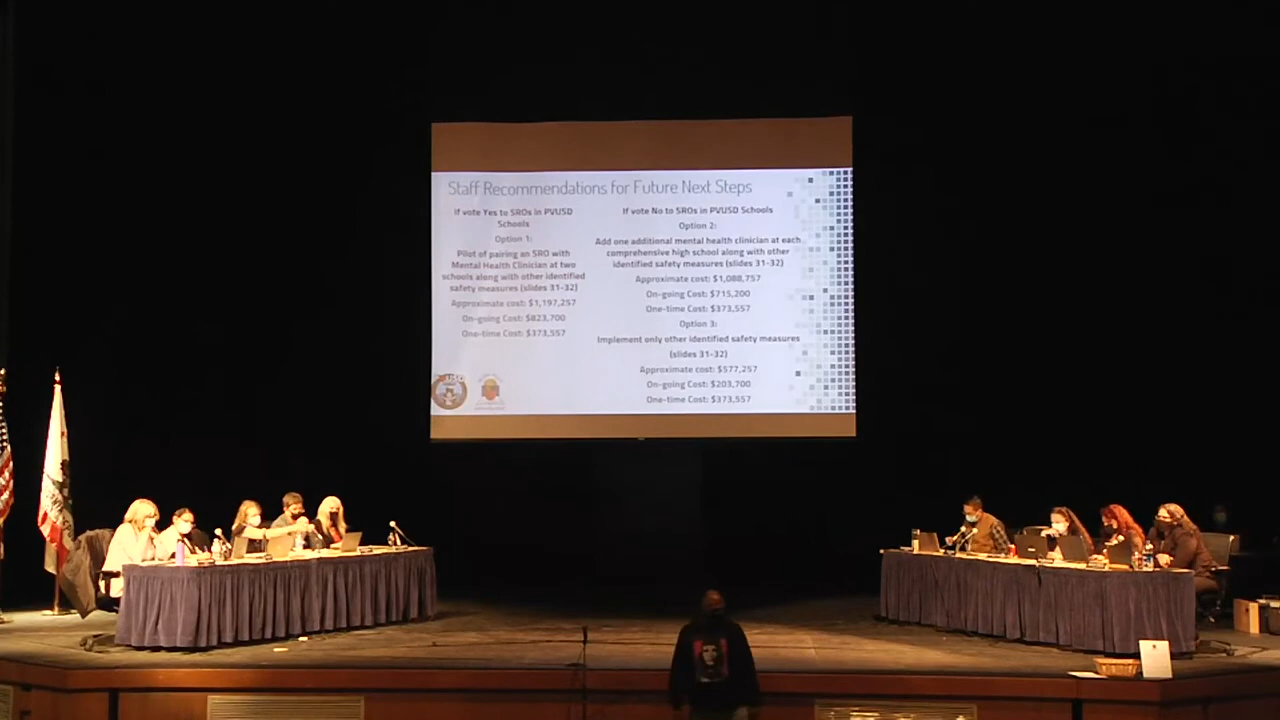 Staff Recommendations for Future Next Steps
If vote Yes to SROs in PVUSD
Schools
Option 1:
Pilot of pairing an SRO with
Mental Health Clinician at two
schools along with other identified
safety measures (slides 31-32)
Approximate cost: $1,197,257
On-going Cost: $823,700
One-time Cost: $373,557
If vote No to SROs in PVUSD Schools
Option 2:
Add one additional mental health clinician at each
comprehensive high school along with other
identified safety measures (slides 31-32)
Approximate cost: $1,088,757
On-going Cost: $715,200
One-time Cost: $373,557
Option 3:
Implement only other identified safety measures
(slides 31-32)
Approximate cost: $577,257
On-going Cost: $203,700
One-time Cost: $373,557